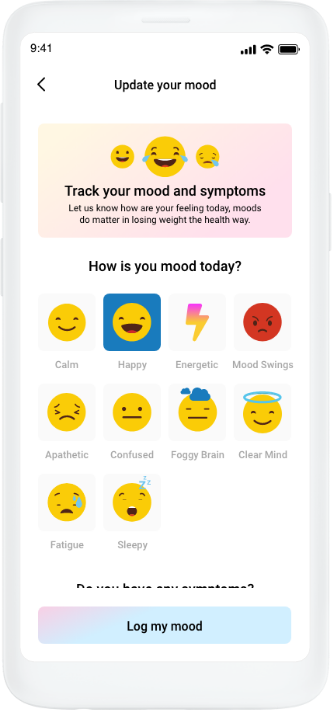 9:41
Update your mood
Track your mood and symptoms
Let us know how are your feeling today, moods
do matter in losing weight the health way.
How is you mood today?
Calm
Happy
Energetic
Mood Swings
Apathetic
Confused
Foggy Brain
Clear Mind
zzz
Fatigue
Sleepy
Do you have any symptoms?
Log my mood